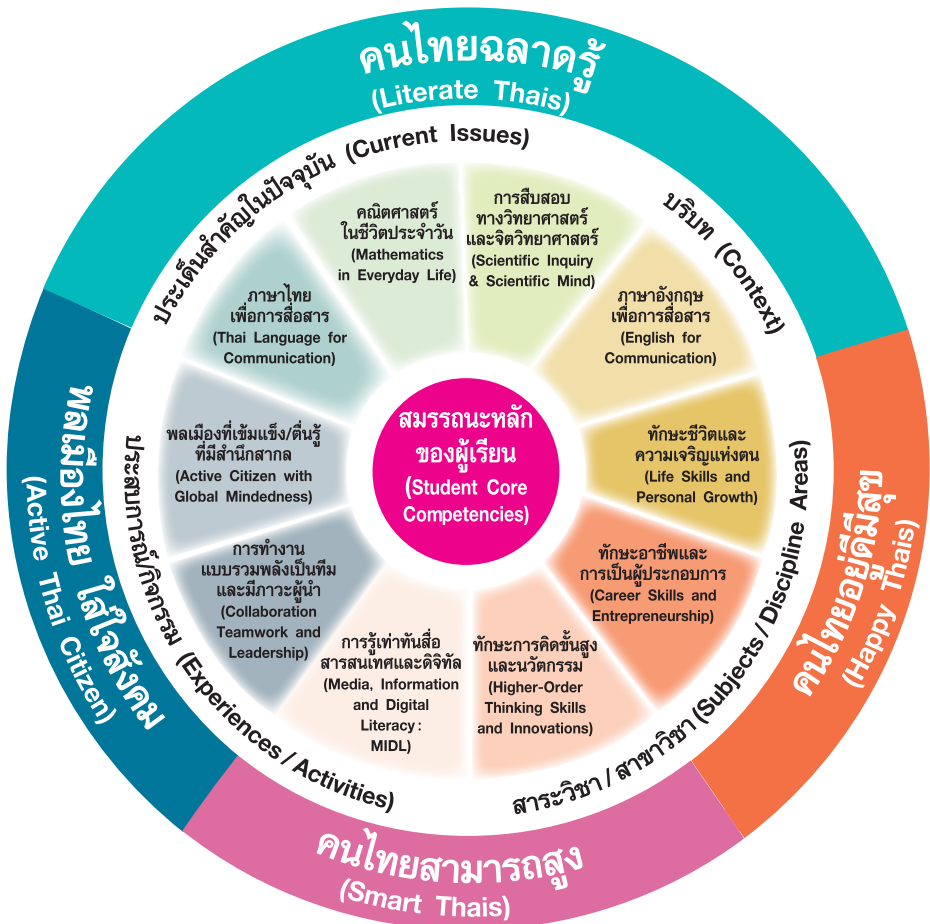 คนไทยฉลาดรู้
(Literate Thais)
ประเด็นสำคัญในปัจจุบัน (Current Issues)
บริบท (Context)
คณิตศาสตร์
ในชีวิตประจำวัน
(Mathematics
in Everyday Life)
การสืบสอบ
ทางวิทยาศาสตร์
และจิตวิทยาศาสตร์
(Scientific Inquiry
& Scientific Mind)
ภาษาไทย
เพื่อการสื่อสาร
(Thai Language for
Communication)
ภาษาอังกฤษ
เพื่อการสื่อสาร
(English for
Communication)
พลเมืองที่เข้มแข็ง/ตื่นรู้
ที่มีสำนึกสากล
(Active Citizen with
Global Mindedness)
สมรรถนะหลัก
ของผู้เรียน
(Student Core
Competencies)
ทักษะชีวิตและ
ความเจริญแห่งตน
(Life Skills and
Personal Growth)
การทำงาน
แบบรวมพลังเป็นทีม
และมีภาวะผู้นำ
(Collaboration
Teamwork and
Leadership)
ทักษะอาชีพและ
การเป็นผู้ประกอบการ
(Career Skills and
Entrepreneurship)
การรู้เท่าทันสื่อ
สารสนเทศและดิจิทัล
(Media, Information
and Digital
Literacy:
MIDL)
ทักษะการคิดขั้นสูง
และนวัตกรรม
(Higher-Order
Thinking Skills
and Innovations)
ประสบการณ์/กิจกรรม (Experiences / Activities)
สาระวิชา / สาขาวิชา (Subjects / Discipline Areas)
พลเมืองไทย ใส่ใจสังคม
(Active Thai Citizen)
คนไทยอยู่ดีมีสุข
(Happy Thais)
คนไทยสามารถสูง
(Smart Thais)